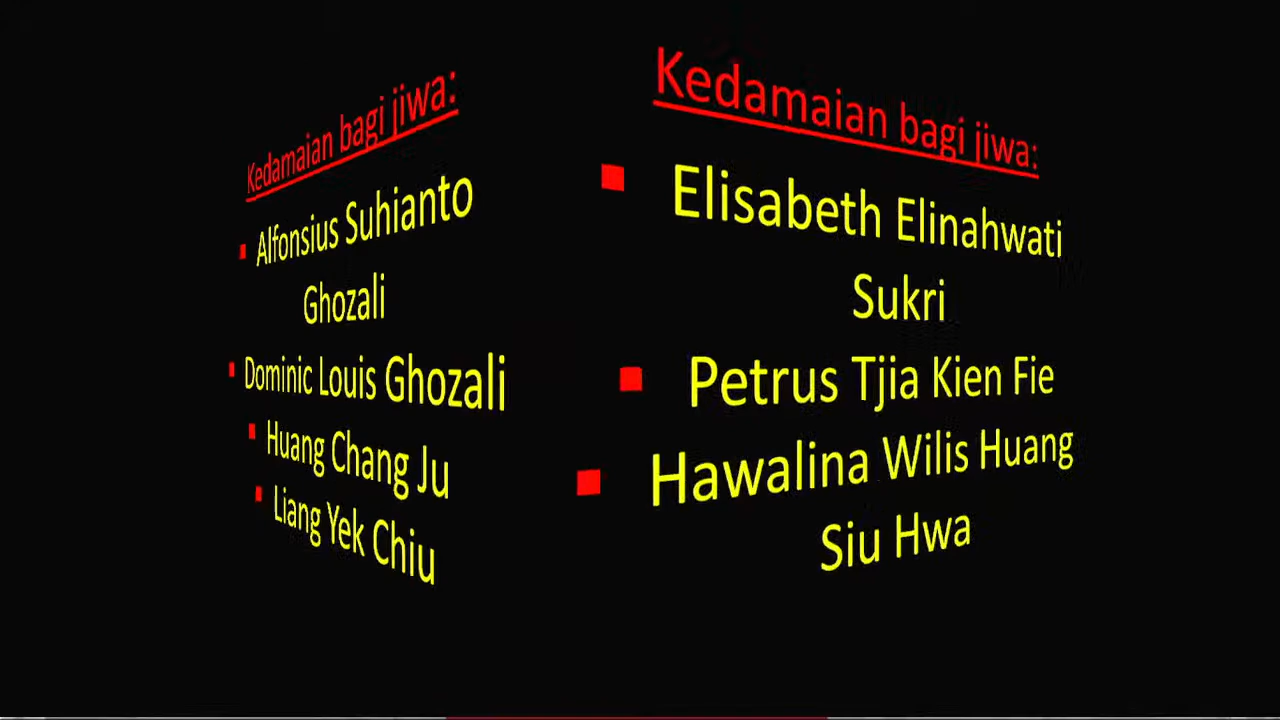 Kedamaian bagi jiwa:
▪ Alfonsius Suhianto
Ghozali
▪ Dominic Louis Ghozali
▪ Huang Chang Ju
▪ Liang Yek Chiu
Kedamaian bagi jiwa:
▪ Elisabeth Elinahwati
Sukri
▪ Petrus Tjia Kien Fie
▪ Hawalina Wilis Huang
Siu Hwa